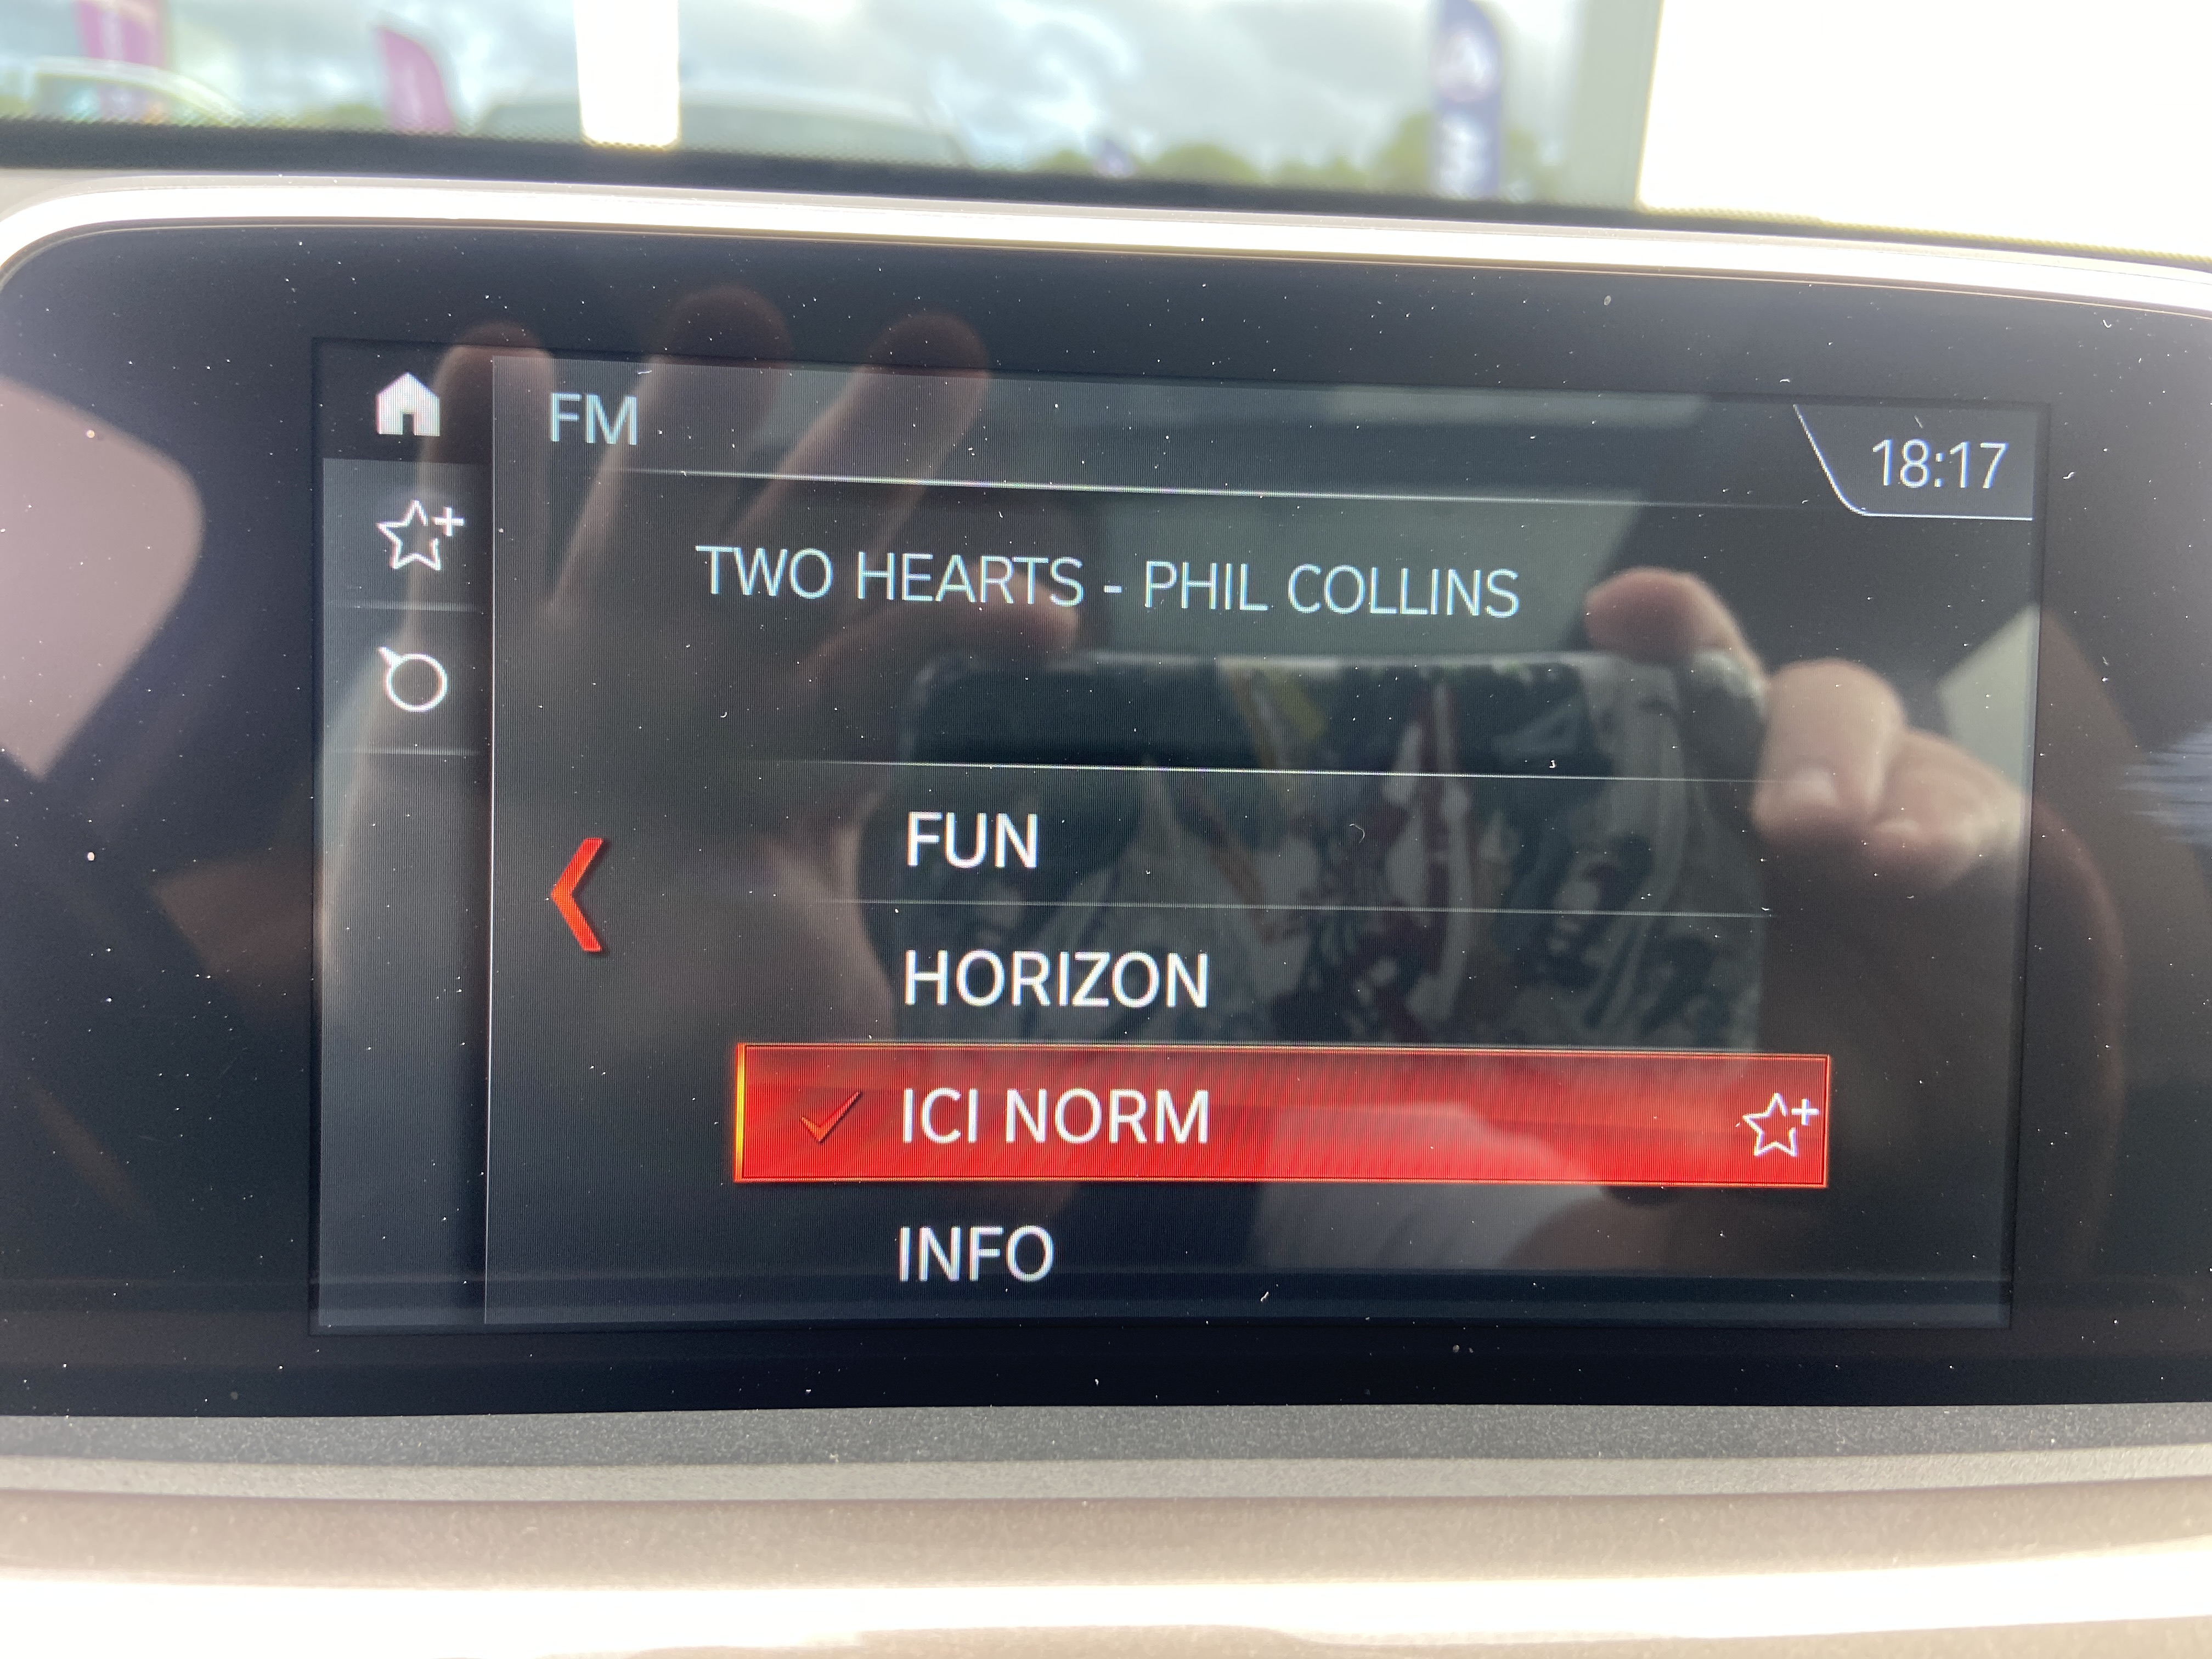 FM
18:17
TWO HEARTS - PHIL COLLINS
FUN
HORIZON
ICI NORM
INFO